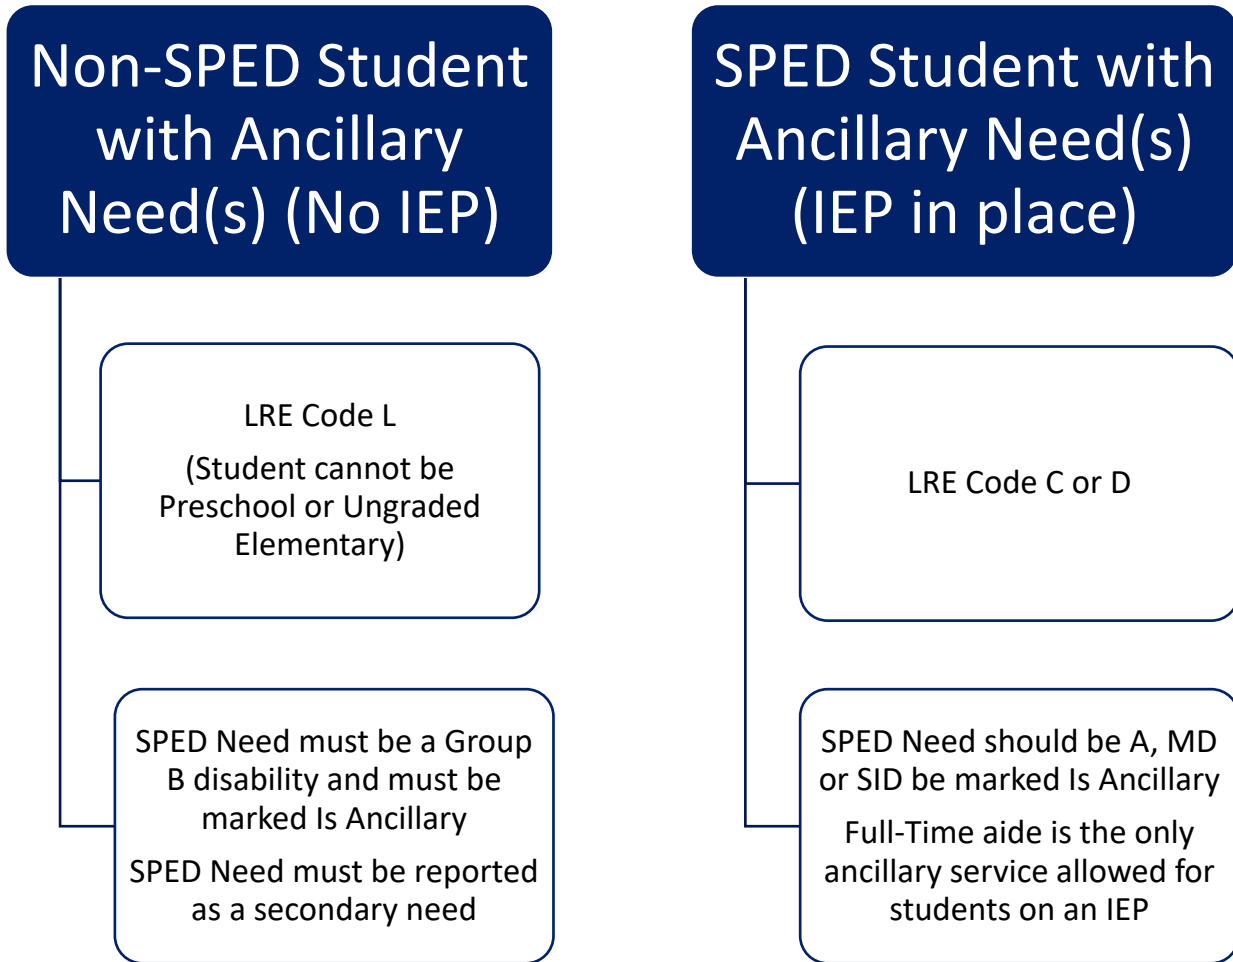 Non-SPED Student
with Ancillary
Need(s) (No IEP)
LRE Code L
(Student cannot be
Preschool or Ungraded
Elementary)
SPED Need must be a Group
B disability and must be
marked Is Ancillary
SPED Need must be reported
as a secondary need
SPED Student with
Ancillary Need(s)
(IEP in place)
LRE Code C or D
SPED Need should be A, MD
or SID be marked Is Ancillary
Full-Time aide is the only
ancillary service allowed for
students on an IEP